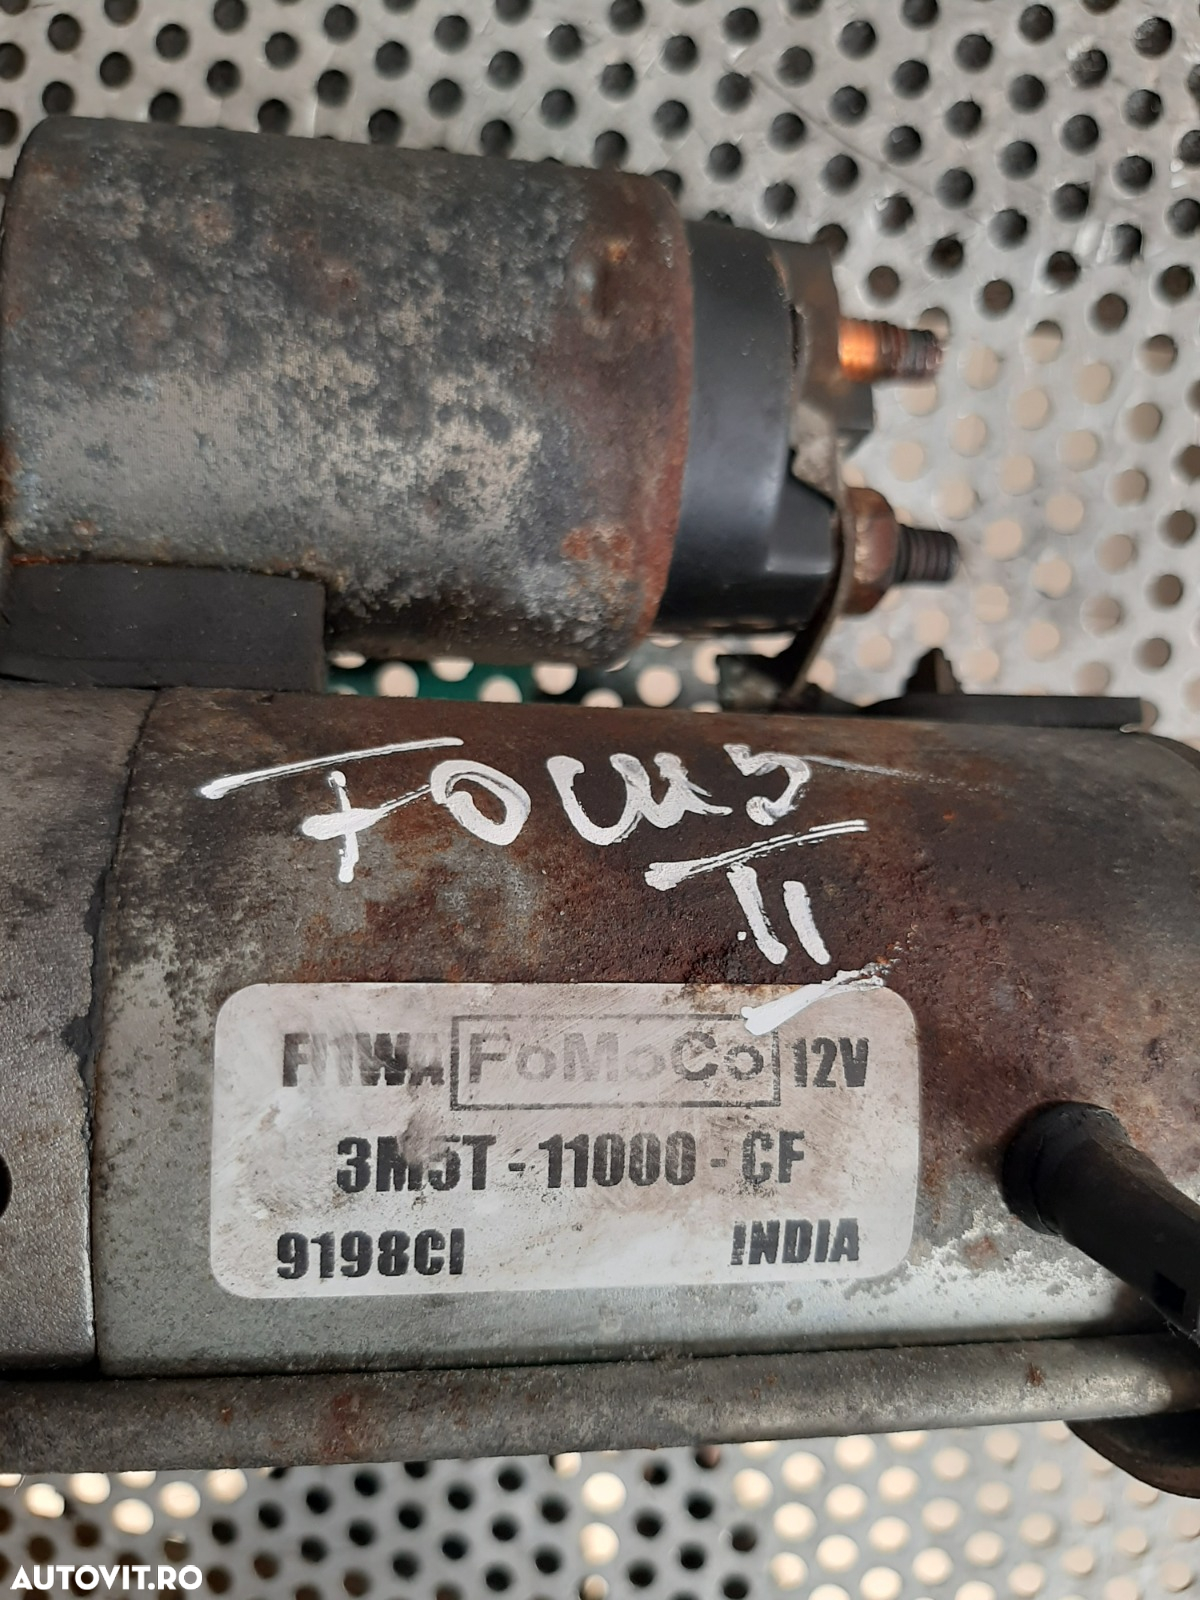 FOCUS
II
FoMoCo 12V
3M5T-11000-CF
9198CI INDIA
AUTOVIT.RO